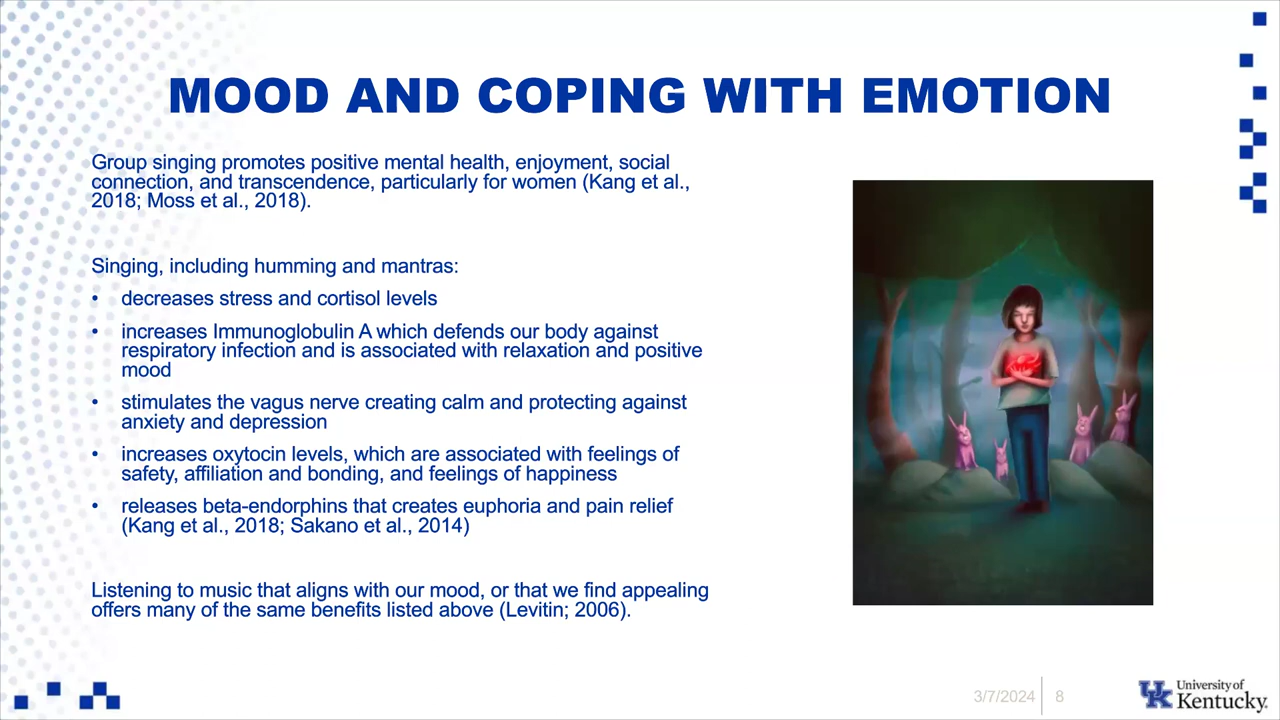 MOOD AND COPING WITH EMOTION
Group singing promotes positive mental health, enjoyment, social
connection, and transcendence, particularly for women (Kang et al.,
2018; Moss et al., 2018).
Singing, including humming and mantras:
• decreases stress and cortisol levels
• increases Immunoglobulin A which defends our body against
respiratory infection and is associated with relaxation and positive
mood
• stimulates the vagus nerve creating calm and protecting against
anxiety and depression
• increases oxytocin levels, which are associated with feelings of
safety, affiliation and bonding, and feelings of happiness
• releases beta-endorphins that creates euphoria and pain relief
(Kang et al., 2018; Sakano et al., 2014)
Listening to music that aligns with our mood, or that we find appealing
offers many of the same benefits listed above (Levitin; 2006).
3/7/2024 8
UK University of
Kentucky.